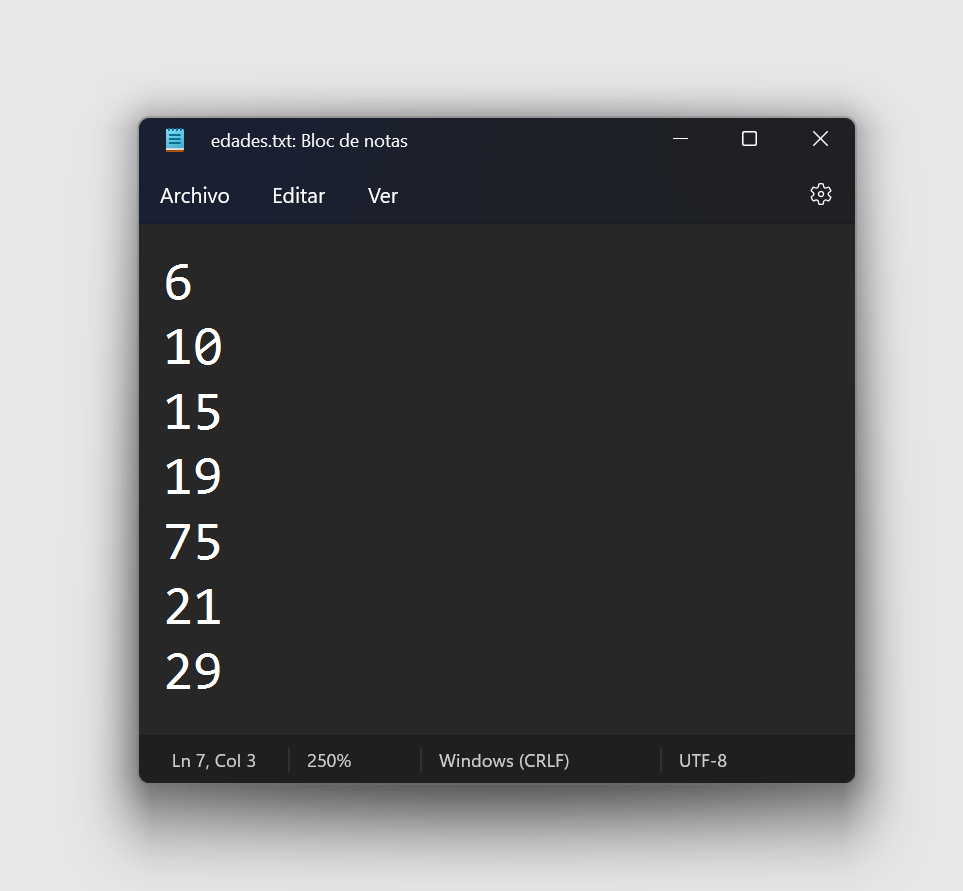 edades.txt: Bloc de notas
Archivo Editar Ver
6
10
15
19
75
21
29
Ln 7, Col 3 250% Windows (CRLF) UTF-8